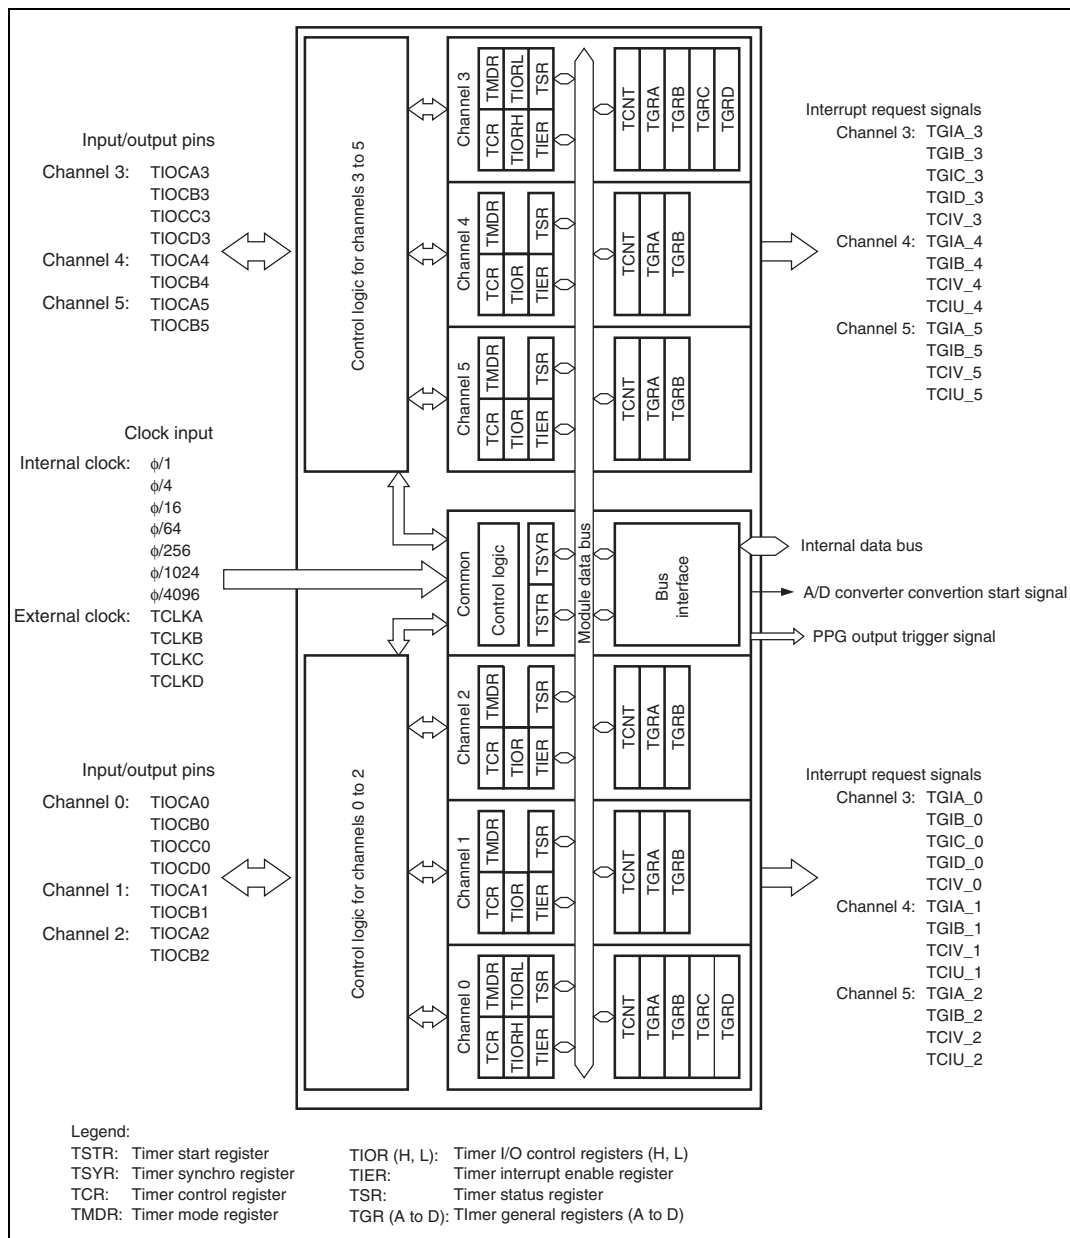 Input/output pins
Channel 3: TIOCA3
TIOCB3
TIOCC3
TIOCD3
Channel 4: TIOCA4
TIOCB4
Channel 5: TIOCA5
TIOCB5
Clock input
Internal clock: ϕ/1
ϕ/4
ϕ/16
ϕ/64
ϕ/256
ϕ/1024
ϕ/4096
External clock: TCLKA
TCLKB
TCLKC
TCLKD
Input/output pins
Channel 0: TIOCA0
TIOCB0
TIOCC0
TIOCD0
Channel 1: TIOCA1
TIOCB1
Channel 2: TIOCA2
TIOCB2
Control logic for channels 3 to 5
Control logic for channels 0 to 2
Channel 3
TMDR
TIORL
TSR
TCR
TIORH
TIER
TCNT
TGRA
TGRB
TGRC
TGRD
Channel 4
TMDR
TSR
TCR
TIOR
TIER
TCNT
TGRA
TGRB
Channel 5
TMDR
TSR
TCR
TIOR
TIER
TCNT
TGRA
TGRB
Common
Control logic
TSYR
TSTR
Module data bus
Bus
interface
Channel 2
TMDR
TSR
TCR
TIOR
TIER
TCNT
TGRA
TGRB
Channel 1
TMDR
TSR
TCR
TIOR
TIER
TCNT
TGRA
TGRB
Channel 0
TMDR
TIORL
TSR
TCR
TIORH
TIER
TCNT
TGRA
TGRB
TGRC
TGRD
Interrupt request signals
Channel 3: TGIA_3
TGIB_3
TGIC_3
TGID_3
TCIV_3
Channel 4: TGIA_4
TGIB_4
TCIV_4
TCIU_4
Channel 5: TGIA_5
TGIB_5
TCIV_5
TCIU_5
Internal data bus
A/D converter convertion start signal
PPG output trigger signal
Interrupt request signals
Channel 3: TGIA_0
TGIB_0
TGIC_0
TGID_0
TCIV_0
Channel 4: TGIA_1
TGIB_1
TCIV_1
TCIU_1
Channel 5: TGIA_2
TGIB_2
TCIV_2
TCIU_2
Legend:
TSTR: Timer start register
TSYR: Timer synchro register
TCR: Timer control register
TMDR: Timer mode register
TIOR (H, L): Timer I/O control registers (H, L)
TIER: Timer interrupt enable register
TSR: Timer status register
TGR (A to D): TImer general registers (A to D)